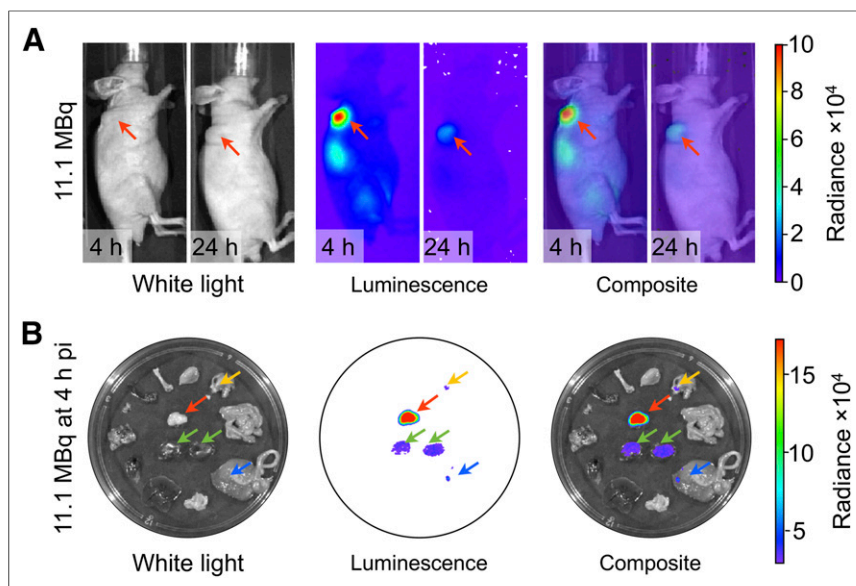 A
11.1 MBq
4 h
24 h
4 h
24 h
4 h
24 h
White light
Luminescence
Composite
10
8
6
4
2
0
Radiance ×10⁴
B
11.1 MBq at 4 h pi
White light
Luminescence
Composite
15
10
5
Radiance ×10⁴